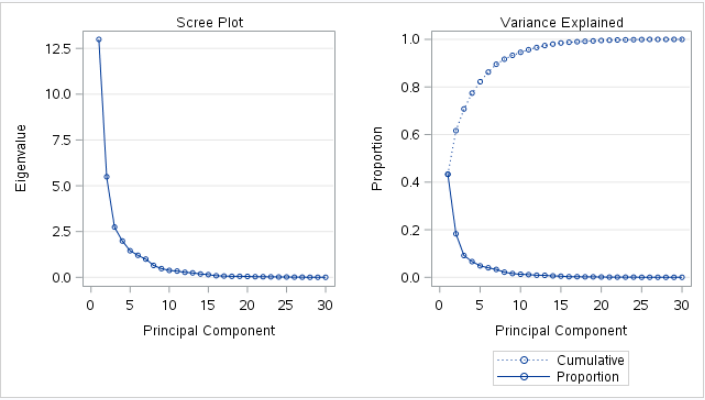 Scree Plot
12.5
10.0
7.5
5.0
2.5
0.0
Eigenvalue
0 5 10 15 20 25 30
Principal Component
Variance Explained
1.0
0.8
0.6
0.4
0.2
0.0
Proportion
0 5 10 15 20 25 30
Principal Component
Cumulative
Proportion